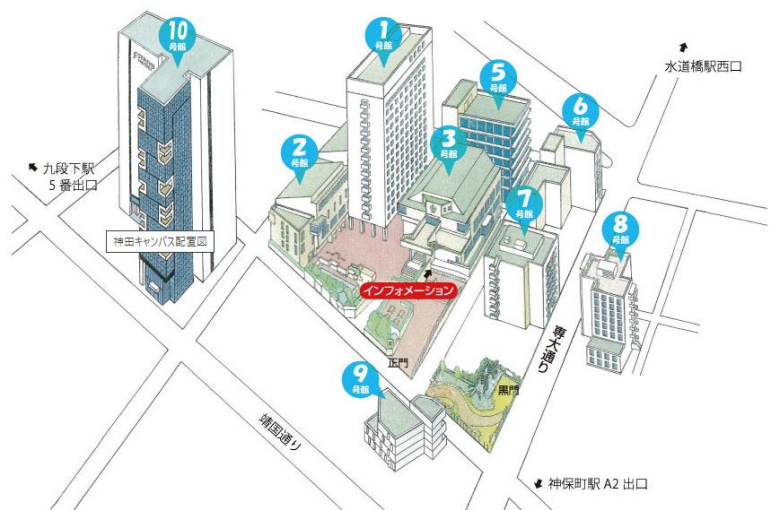 10
号館
1
号館
水道橋駅西口
5
号館
6
号館
2
号館
3
号館
九段下駅
5番出口
7
号館
8
号館
神田キャンパス配置図
インフォメーション
専大通り
正門
9
号館
黒門
靖国通り
神保町駅 A2 出口